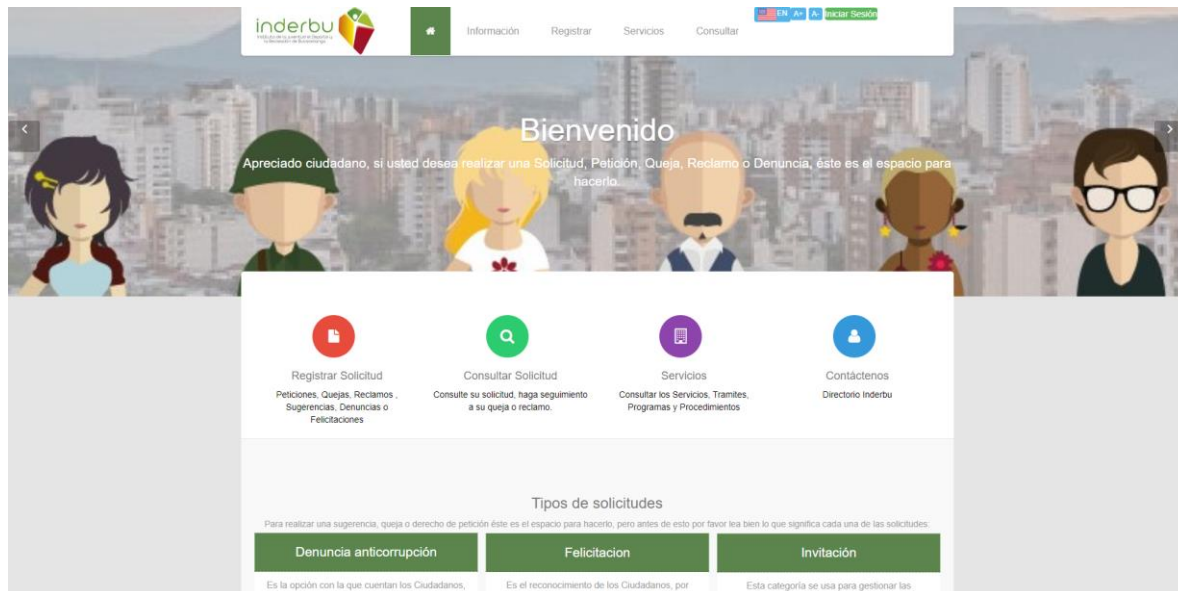 inderbu
Información
Registrar
Servicios
Consultar
EN A+ A- Iniciar Sesión
Bienvenido
Apreciado ciudadano, si usted desea realizar una Solicitud, Petición, Queja, Reclamo o Denuncia, éste es el espacio para
hacerlo.
Registrar Solicitud
Peticiones, Quejas, Reclamos ,
Sugerencias, Denuncias o
Felicitaciones
Consultar Solicitud
Consulte su solicitud, haga seguimiento
a su queja o reclamo.
Servicios
Consultar los Servicios, Tramites,
Programas y Procedimientos
Contáctenos
Directorio Inderbu
Tipos de solicitudes
Para realizar una sugerencia, queja o derecho de petición éste es el espacio para hacerlo, pero antes de esto por favor lea bien lo que significa cada una de las solicitudes:
Denuncia anticorrupción
Es la opción con la que cuentan los Ciudadanos,
Felicitacion
Es el reconocimiento de los Ciudadanos, por
Invitación
Esta categoría se usa para gestionar las